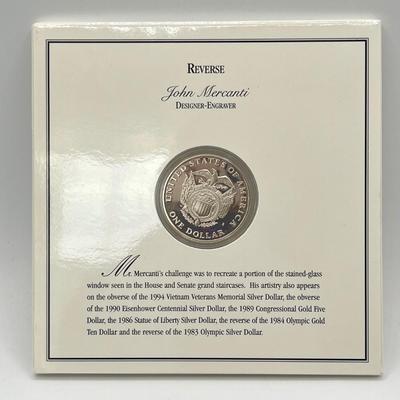 REVERSE
John Mercanti
DESIGNER-ENGRAVER
UNITED STATES OF AMERICA
ONE DOLLAR
Mr. Mercanti's challenge was to recreate a portion of the stained-glass
window seen in the House and Senate grand staircases. His artistry also appears
on the obverse of the 1994 Vietnam Veterans Memorial Silver Dollar, the obverse
of the 1990 Eisenhower Centennial Silver Dollar, the 1989 Congressional Gold Five
Dollar, the 1986 Statue of Liberty Silver Dollar, the reverse of the 1984 Olympic Gold
Ten Dollar and the reverse of the 1983 Olympic Silver Dollar.